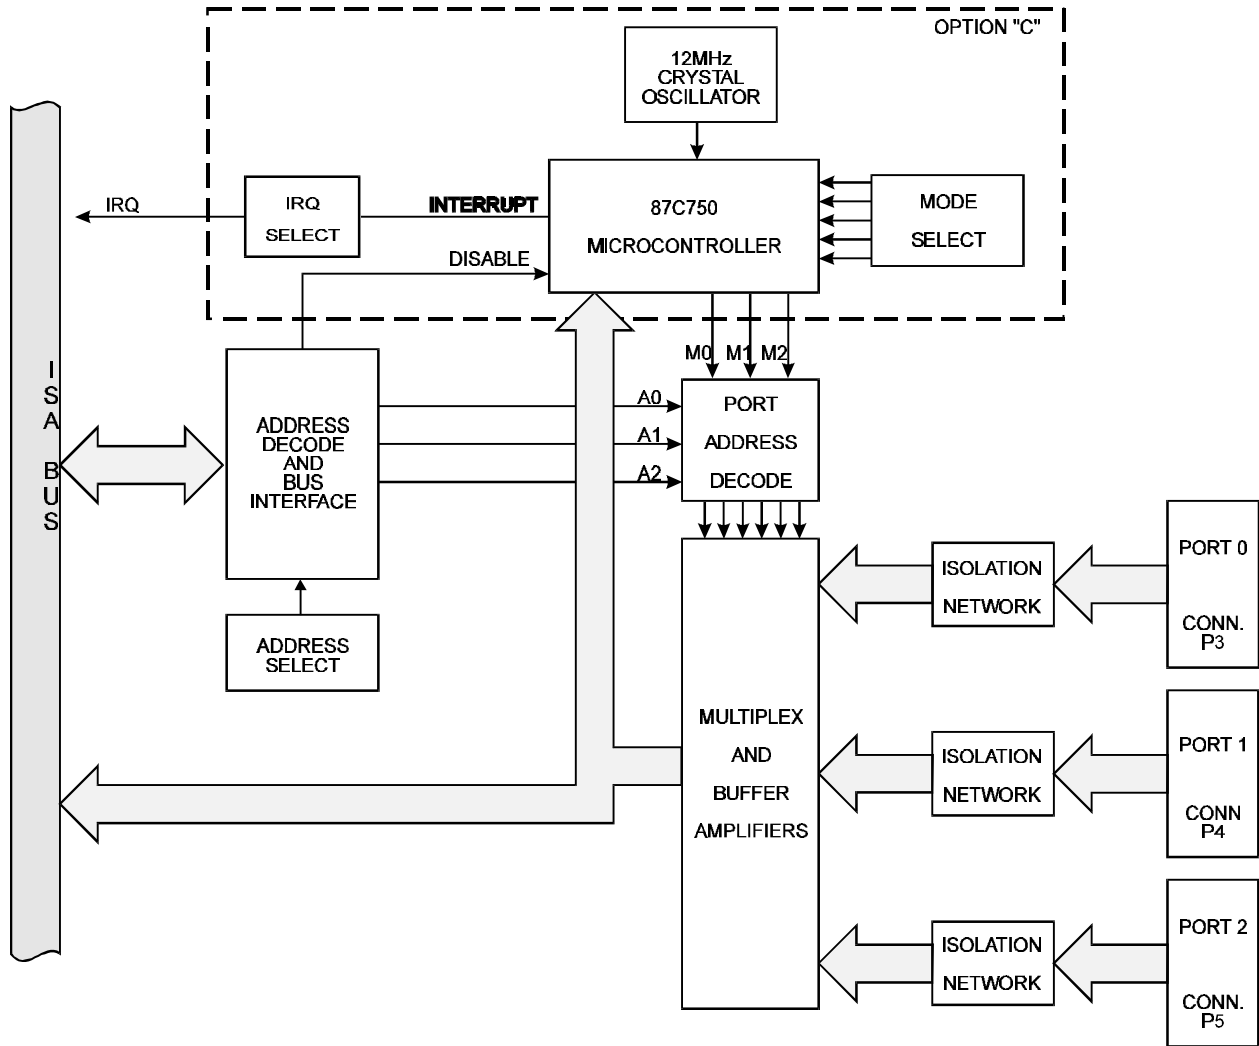 OPTION "C"
12MHz
CRYSTAL
OSCILLATOR
IRQ
IRQ
SELECT
INTERRUPT
87C750
MICROCONTROLLER
MODE
SELECT
DISABLE
M0 M1 M2
ISA BUS
ADDRESS
DECODE
AND
BUS
INTERFACE
A0
A1
A2
PORT
ADDRESS
DECODE
ADDRESS
SELECT
MULTIPLEX
AND
BUFFER
AMPLIFIERS
ISOLATION
NETWORK
PORT 0
CONN.
P3
ISOLATION
NETWORK
PORT 1
CONN
P4
ISOLATION
NETWORK
PORT 2
CONN.
P5